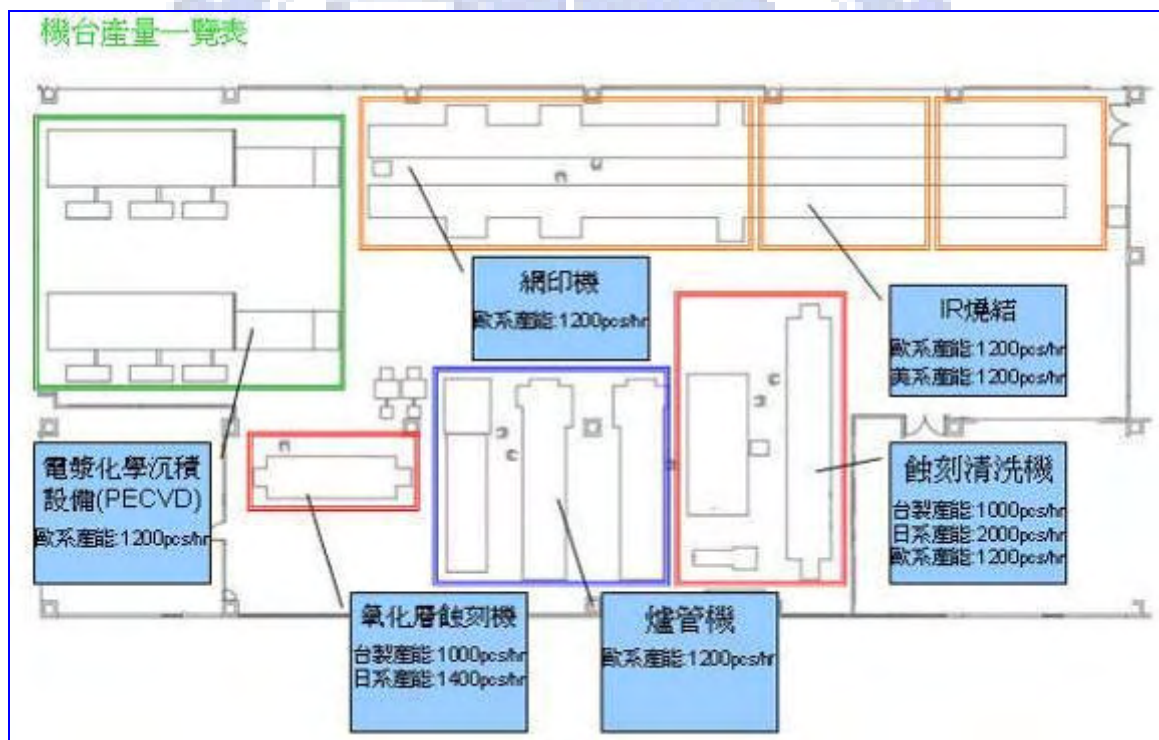 機台產量一覽表
網印機
歐系產能:1200pcs/hr
IR燒結
歐系產能:1200pcs/hr
美系產能:1200pcs/hr
電漿化學沉積
設備(PECVD)
歐系產能:1200pcs/hr
蝕刻清洗機
台製產能:1000pcs/hr
日系產能:2000pcs/hr
歐系產能:1200pcs/hr
氧化層蝕刻機
台製產能:1000pcs/hr
日系產能:1400pcs/hr
爐管機
歐系產能:1200pcs/hr